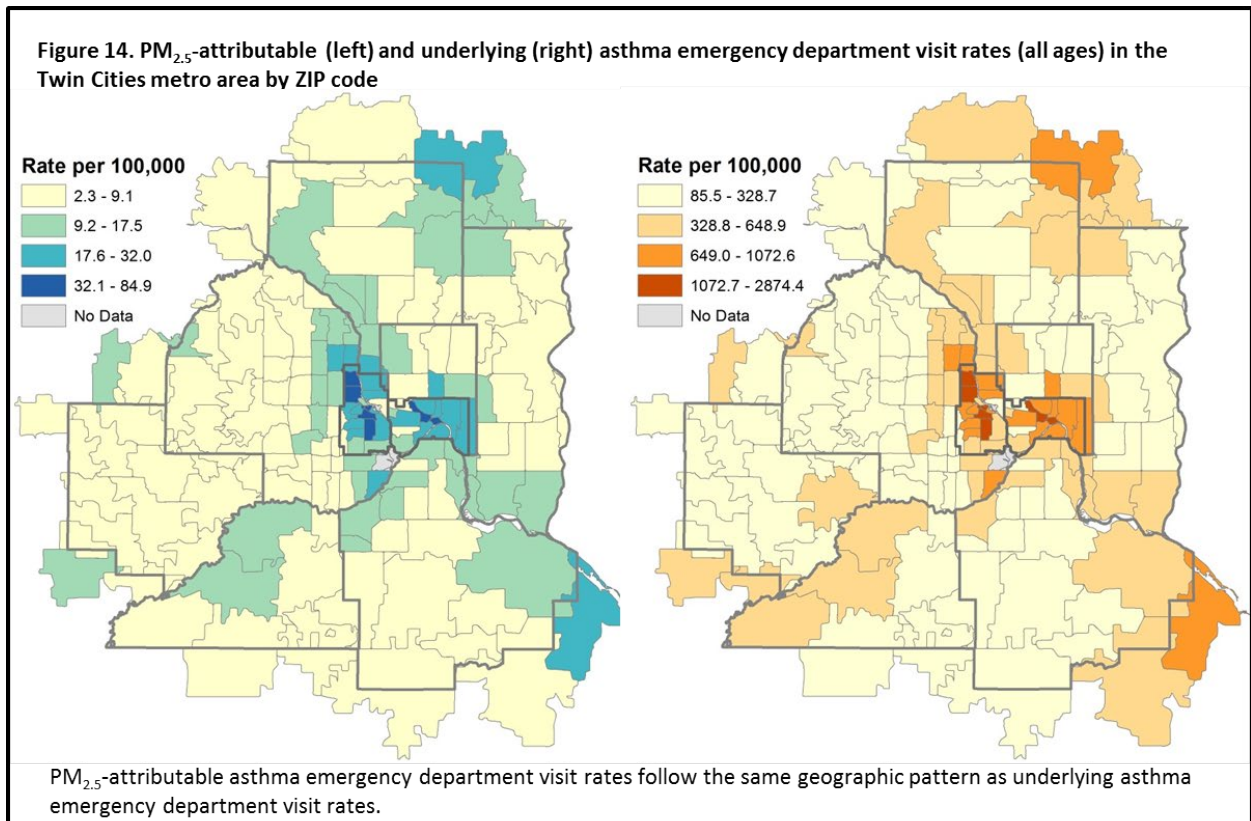 Figure 14. PM2.5-attributable (left) and underlying (right) asthma emergency department visit rates (all ages) in the
Twin Cities metro area by ZIP code
Rate per 100,000
2.3 - 9.1
9.2 - 17.5
17.6 - 32.0
32.1 - 84.9
No Data
Rate per 100,000
85.5 - 328.7
328.8 - 648.9
649.0 - 1072.6
1072.7 - 2874.4
No Data
PM2.5-attributable asthma emergency department visit rates follow the same geographic pattern as underlying asthma
emergency department visit rates.